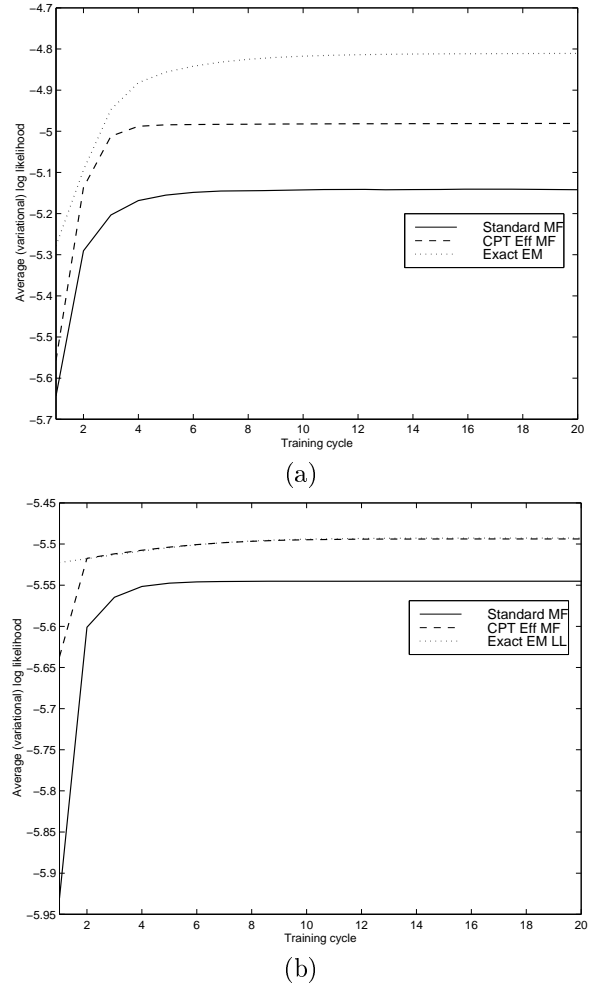 −4.7
−4.8
−4.9
−5
−5.1
−5.2
−5.3
−5.4
−5.5
−5.6
−5.7
Average (variational) log likelihood
Standard MF
CPT Eff MF
Exact EM
2 4 6 8 10 12 14 16 18 20
Training cycle
(a)
−5.45
−5.5
−5.55
−5.6
−5.65
−5.7
−5.75
−5.8
−5.85
−5.9
−5.95
Average (variational) log likelihood
Standard MF
CPT Eff MF
Exact EM LL
2 4 6 8 10 12 14 16 18 20
Training cycle
(b)